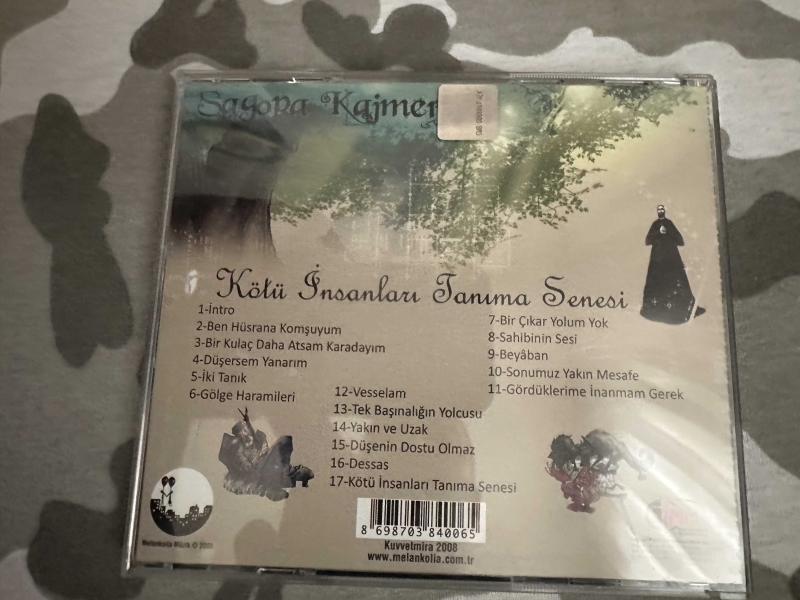 Sagopa Kajmer
Kötü İnsanları Tanıma Senesi
1-İntro
2-Ben Hüsrana Komşuyum
3-Bir Kulaç Daha Atsam Karadayım
4-Düşersem Yanarım
5-İki Tanık
6-Gölge Haramileri
7-Bir Çıkar Yolum Yok
8-Sahibinin Sesi
9-Beyâban
10-Sonumuz Yakın Mesafe
11-Gördüklerime İnanmam Gerek
12-Vesselam
13-Tek Başınalığın Yolcusu
14-Yakın ve Uzak
15-Düşenin Dostu Olmaz
16-Dessas
17-Kötü İnsanları Tanıma Senesi
8 698703 840065
Kuvvetmira 2008
www.melankolia.com.tr
Melankolia Müzik © 2008